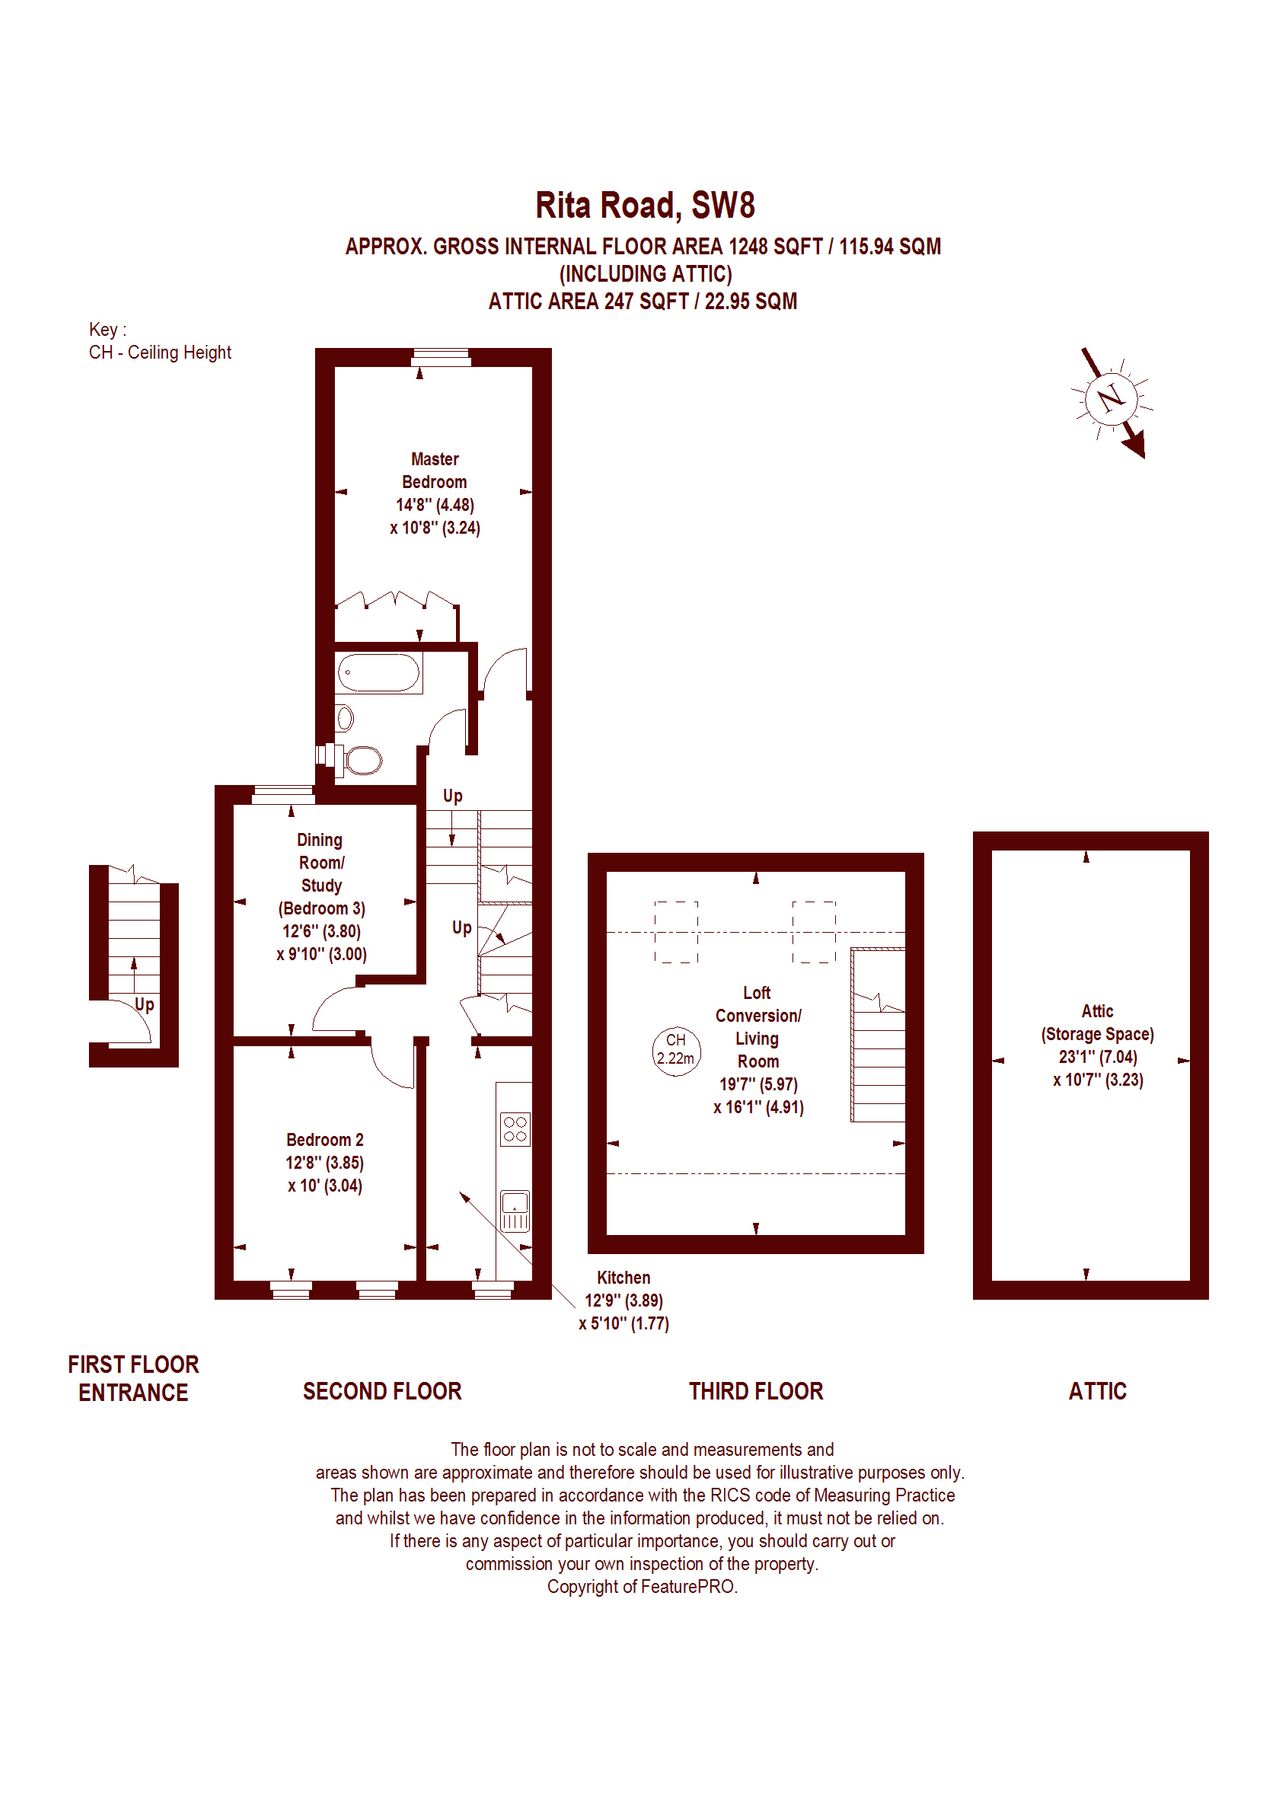 Rita Road, SW8
APPROX. GROSS INTERNAL FLOOR AREA 1248 SQFT / 115.94 SQM
(INCLUDING ATTIC)
ATTIC AREA 247 SQFT / 22.95 SQM
Key :
CH - Ceiling Height
N
Master
Bedroom
14'8" (4.48)
x 10'8" (3.24)
Up
Dining
Room/
Study
(Bedroom 3)
12'6" (3.80)
x 9'10" (3.00)
Up
Up
Bedroom 2
12'8" (3.85)
x 10' (3.04)
Kitchen
12'9" (3.89)
x 5'10" (1.77)
Loft
Conversion/
Living
Room
19'7" (5.97)
x 16'1" (4.91)
CH
2.22m
Attic
(Storage Space)
23'1" (7.04)
x 10'7" (3.23)
FIRST FLOOR
ENTRANCE
SECOND FLOOR
THIRD FLOOR
ATTIC
The floor plan is not to scale and measurements and
areas shown are approximate and therefore should be used for illustrative purposes only.
The plan has been prepared in accordance with the RICS code of Measuring Practice
and whilst we have confidence in the information produced, it must not be relied on.
If there is any aspect of particular importance, you should carry out or
commission your own inspection of the property.
Copyright of FeaturePRO.